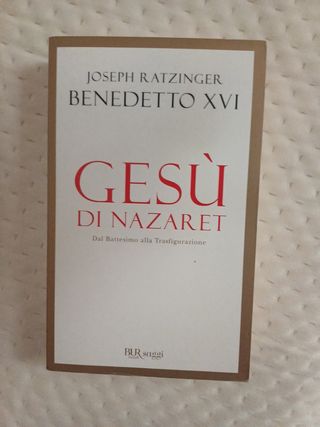 JOSEPH RATZINGER
BENEDETTO XVI
GESÙ
DI NAZARET
Dal Battesimo alla Trasfigurazione
BUR saggi